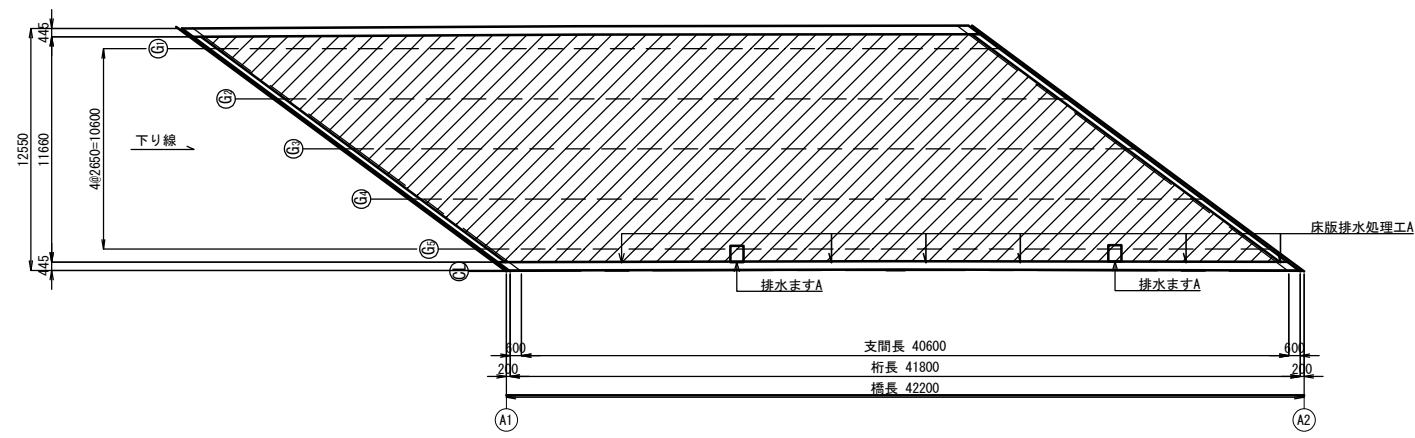 445
12550
11660
445
4@2650=10600
G1
G2
G3
G4
G5
CL
下り線
床版排水処理工A
排水ますA
排水ますA
600
支間長 40600
600
200
桁長 41800
200
橋長 42200
A1
A2